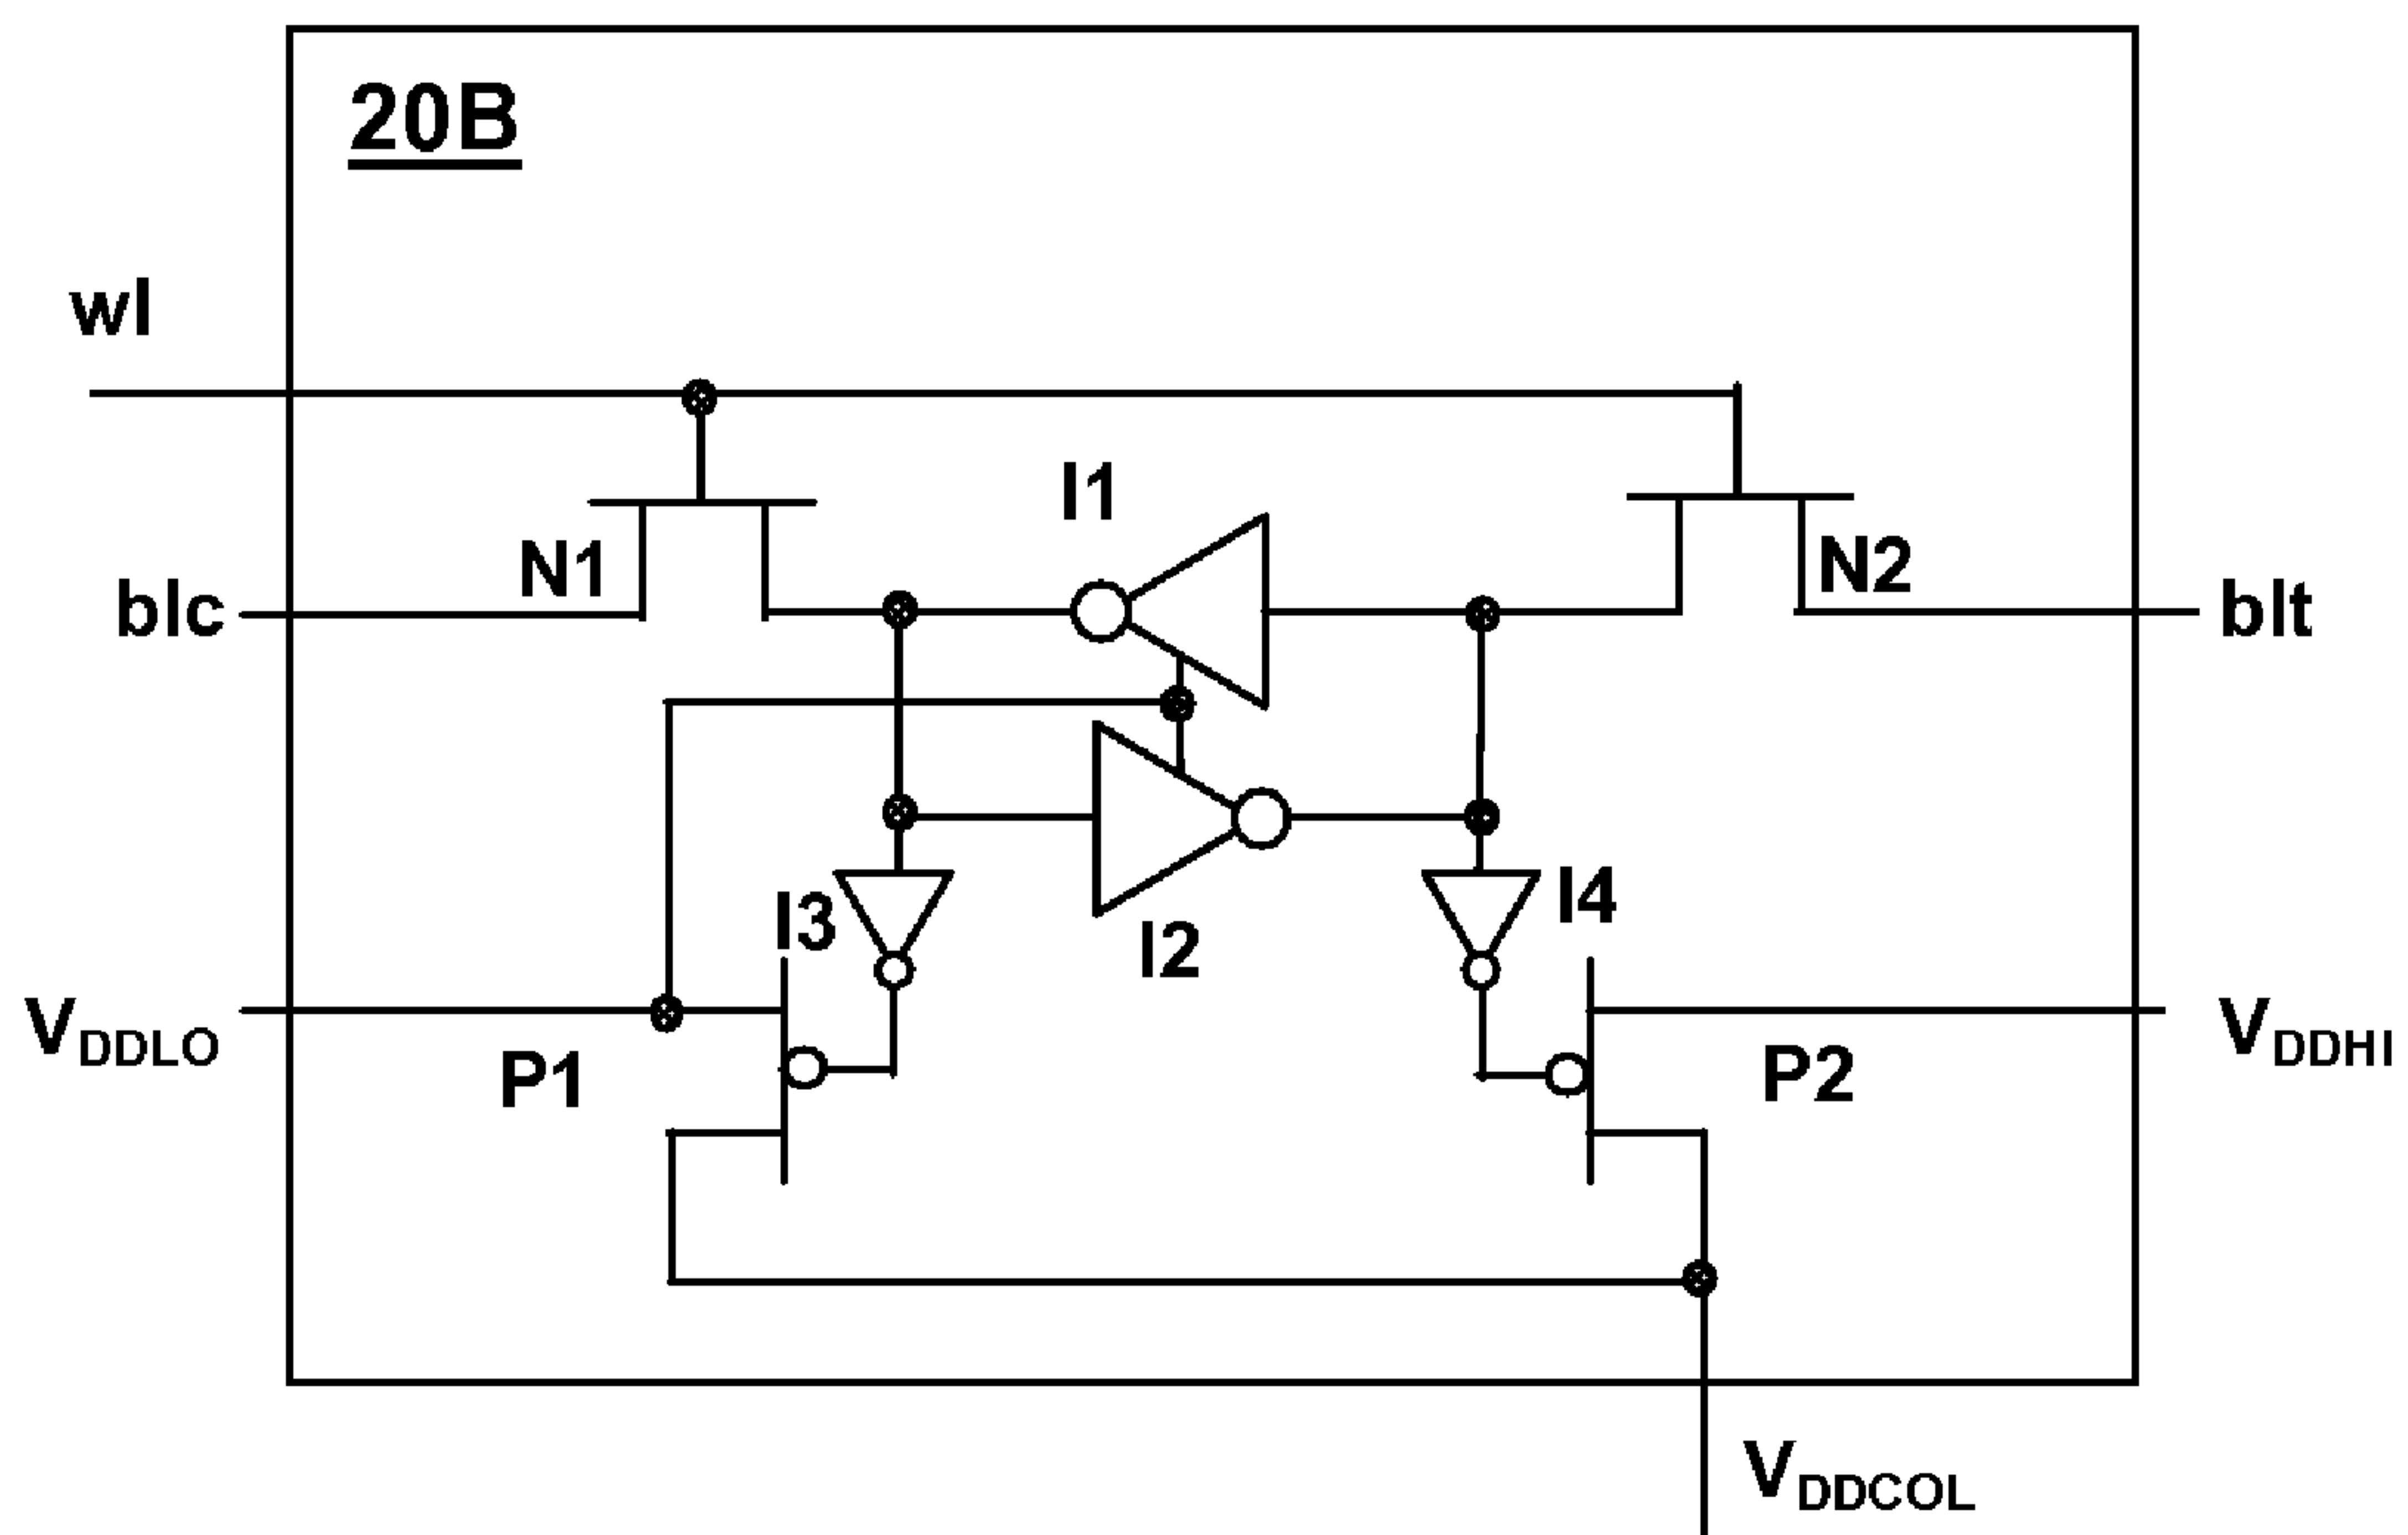 20B
wl
I1
N1
N2
blc
blt
I3
I4
I2
VDDLO
VDDHI
P1
P2
VDDCOL